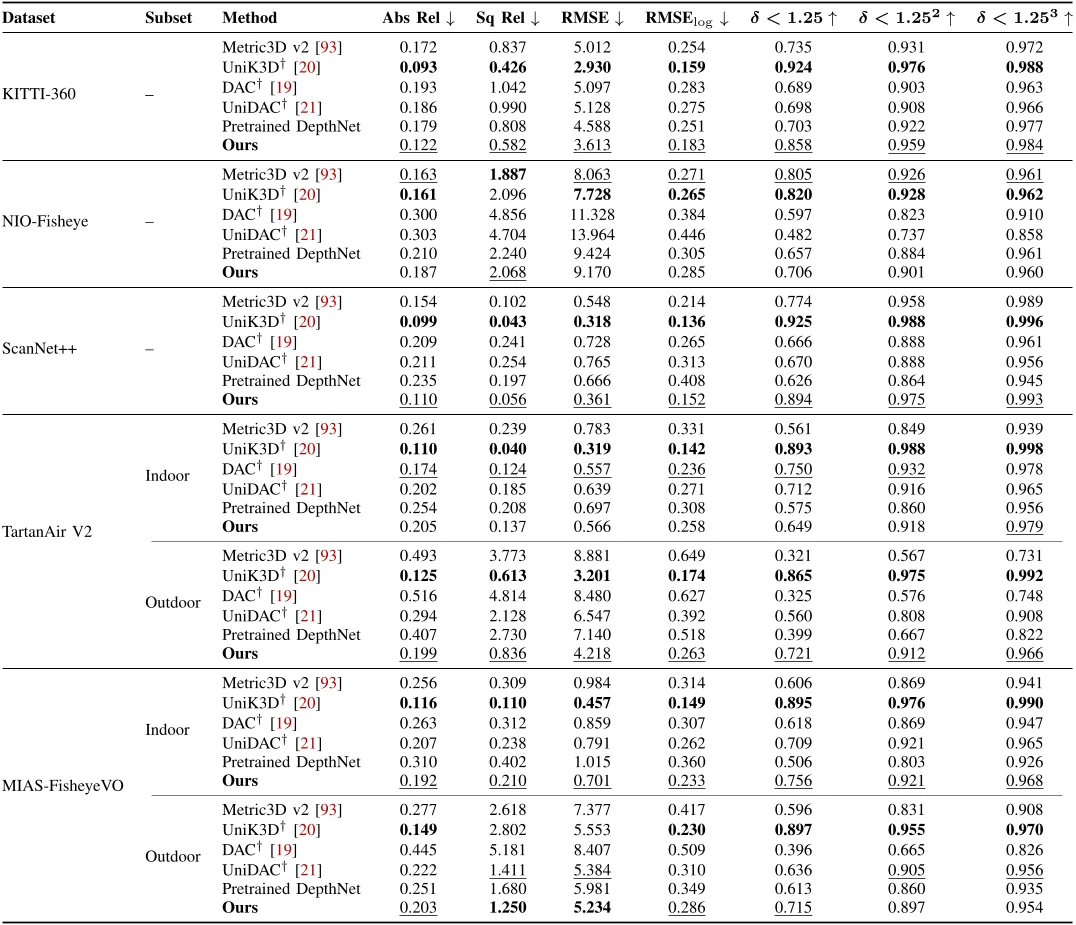 Dataset Subset Method Abs Rel ↓ Sq Rel ↓ RMSE ↓ RMSElog ↓ δ < 1.25 ↑ δ < 1.25² ↑ δ < 1.25³ ↑
Metric3D v2 [93] 0.172 0.837 5.012 0.254 0.735 0.931 0.972
UniK3D† [20] 0.093 0.426 2.930 0.159 0.924 0.976 0.988
DAC† [19] 0.193 1.042 5.097 0.283 0.689 0.903 0.963
KITTI-360 –
UniDAC† [21] 0.186 0.990 5.128 0.275 0.698 0.908 0.966
Pretrained DepthNet 0.179 0.808 4.588 0.251 0.703 0.922 0.977
Ours 0.122 0.582 3.613 0.183 0.858 0.959 0.984
Metric3D v2 [93] 0.163 1.887 8.063 0.271 0.805 0.926 0.961
UniK3D† [20] 0.161 2.096 7.728 0.265 0.820 0.928 0.962
DAC† [19] 0.300 4.856 11.328 0.384 0.597 0.823 0.910
NIO-Fisheye –
UniDAC† [21] 0.303 4.704 13.964 0.446 0.482 0.737 0.858
Pretrained DepthNet 0.210 2.240 9.424 0.305 0.657 0.884 0.961
Ours 0.187 2.068 9.170 0.285 0.706 0.901 0.960
Metric3D v2 [93] 0.154 0.102 0.548 0.214 0.774 0.958 0.989
UniK3D† [20] 0.099 0.043 0.318 0.136 0.925 0.988 0.996
DAC† [19] 0.209 0.241 0.728 0.265 0.666 0.888 0.961
ScanNet++ –
UniDAC† [21] 0.211 0.254 0.765 0.313 0.670 0.888 0.956
Pretrained DepthNet 0.235 0.197 0.666 0.408 0.626 0.864 0.945
Ours 0.110 0.056 0.361 0.152 0.894 0.975 0.993
Metric3D v2 [93] 0.261 0.239 0.783 0.331 0.561 0.849 0.939
UniK3D† [20] 0.110 0.040 0.319 0.142 0.893 0.988 0.998
DAC† [19] 0.174 0.124 0.557 0.236 0.750 0.932 0.978
Indoor
UniDAC† [21] 0.202 0.185 0.639 0.271 0.712 0.916 0.965
Pretrained DepthNet 0.254 0.208 0.697 0.308 0.575 0.860 0.956
Ours 0.205 0.137 0.566 0.258 0.649 0.918 0.979
TartanAir V2
Metric3D v2 [93] 0.493 3.773 8.881 0.649 0.321 0.567 0.731
UniK3D† [20] 0.125 0.613 3.201 0.174 0.865 0.975 0.992
DAC† [19] 0.516 4.814 8.480 0.627 0.325 0.576 0.748
Outdoor
UniDAC† [21] 0.294 2.128 6.547 0.392 0.560 0.808 0.908
Pretrained DepthNet 0.407 2.730 7.140 0.518 0.399 0.667 0.822
Ours 0.199 0.836 4.218 0.263 0.721 0.912 0.966
Metric3D v2 [93] 0.256 0.309 0.984 0.314 0.606 0.869 0.941
UniK3D† [20] 0.116 0.110 0.457 0.149 0.895 0.976 0.990
DAC† [19] 0.263 0.312 0.859 0.307 0.618 0.869 0.947
Indoor
UniDAC† [21] 0.207 0.238 0.791 0.262 0.709 0.921 0.965
Pretrained DepthNet 0.310 0.402 1.015 0.360 0.506 0.803 0.926
Ours 0.192 0.210 0.701 0.233 0.756 0.921 0.968
MIAS-FisheyeVO
Metric3D v2 [93] 0.277 2.618 7.377 0.417 0.596 0.831 0.908
UniK3D† [20] 0.149 2.802 5.553 0.230 0.897 0.955 0.970
DAC† [19] 0.445 5.181 8.407 0.509 0.396 0.665 0.826
Outdoor
UniDAC† [21] 0.222 1.411 5.384 0.310 0.636 0.905 0.956
Pretrained DepthNet 0.251 1.680 5.981 0.349 0.613 0.860 0.935
Ours 0.203 1.250 5.234 0.286 0.715 0.897 0.954